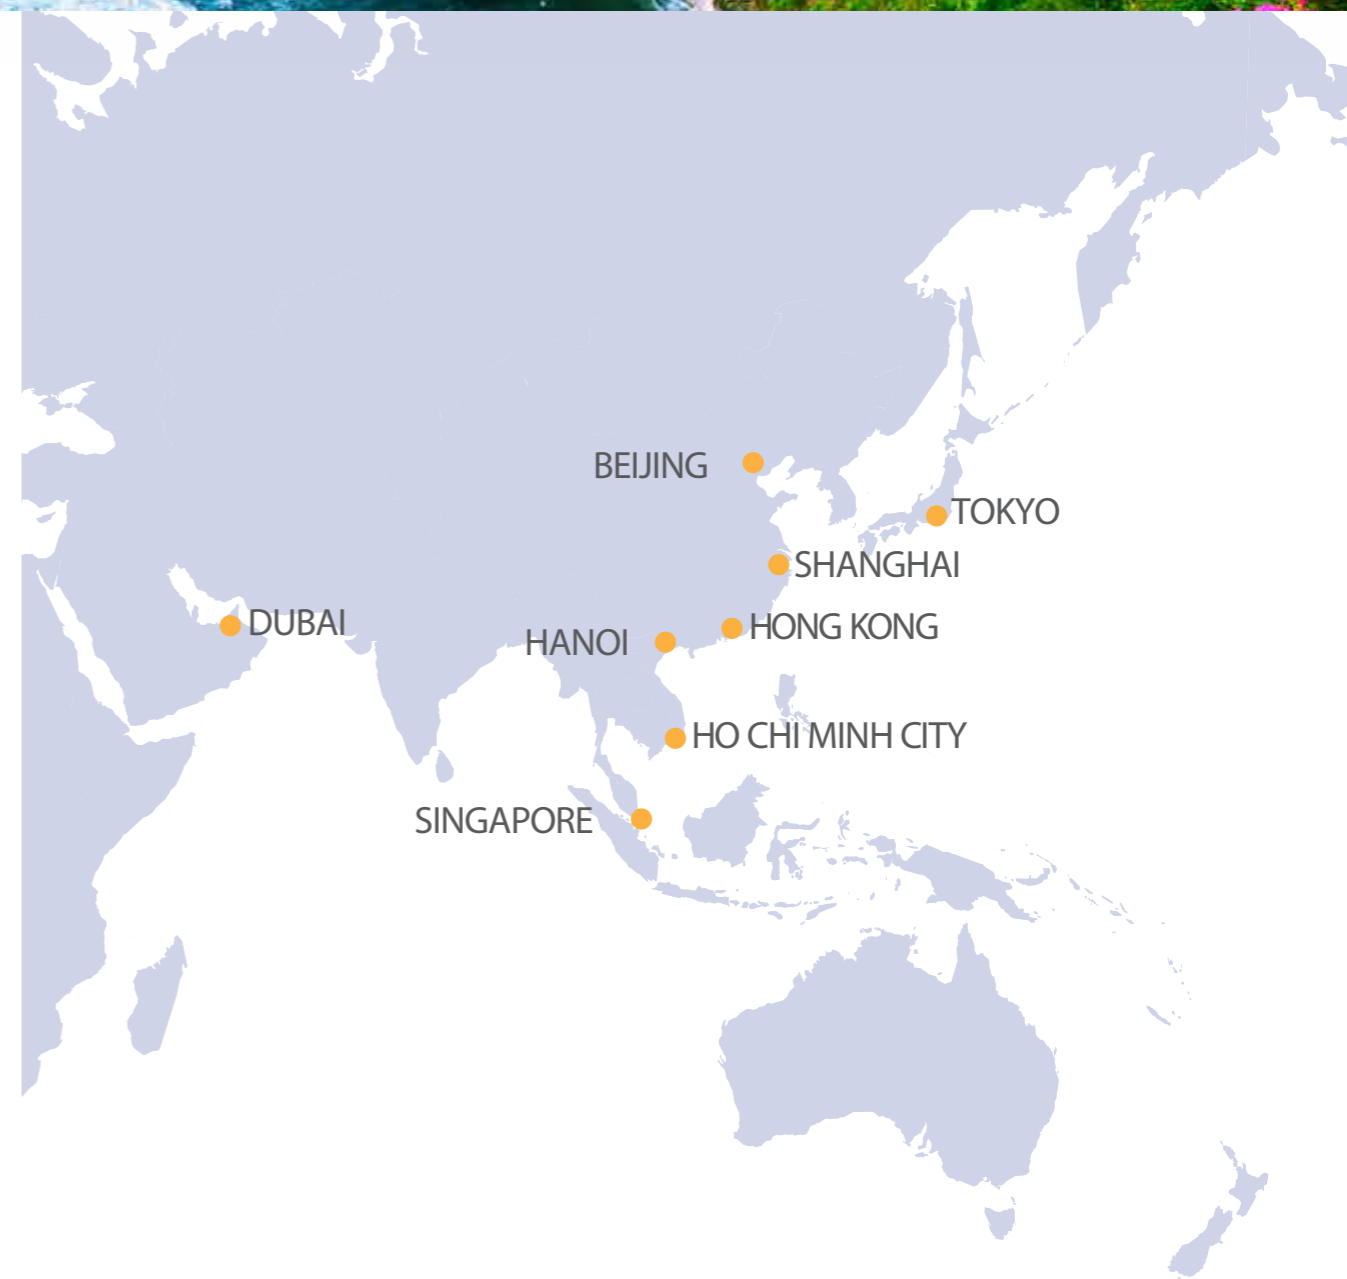 BEIJING
TOKYO
SHANGHAI
DUBAI
HANOI
HONG KONG
HO CHI MINH CITY
SINGAPORE